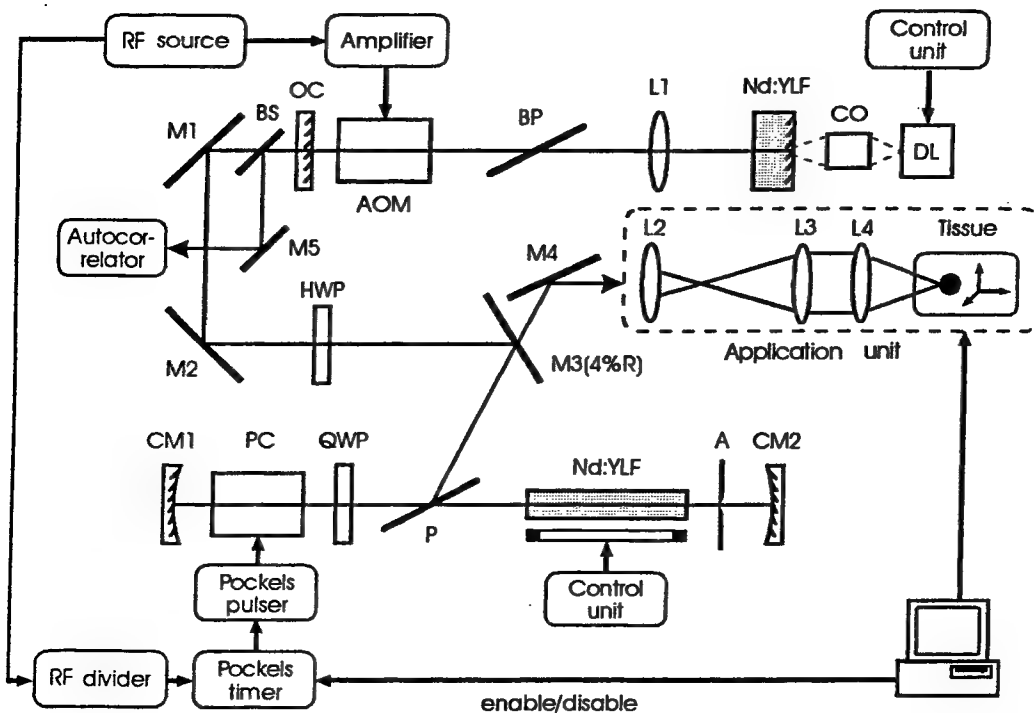 RF source
Amplifier
Control
unit
M1
BS
OC
BP
L1
Nd:YLF
CO
DL
AOM
Autocor-
relator
M5
M4
L2
L3
L4
Tissue
HWP
M2
M3(4%R)
Application unit
CM1
PC
QWP
Nd:YLF
A
CM2
P
Pockels
pulser
Control
unit
RF divider
Pockels
timer
enable/disable